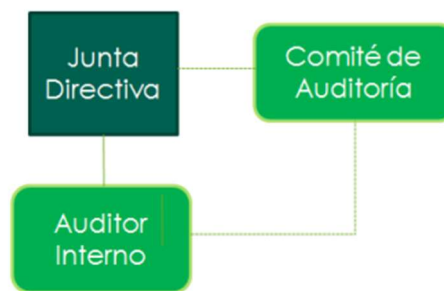 Junta
Directiva
Comité de
Auditoría
Auditor
Interno